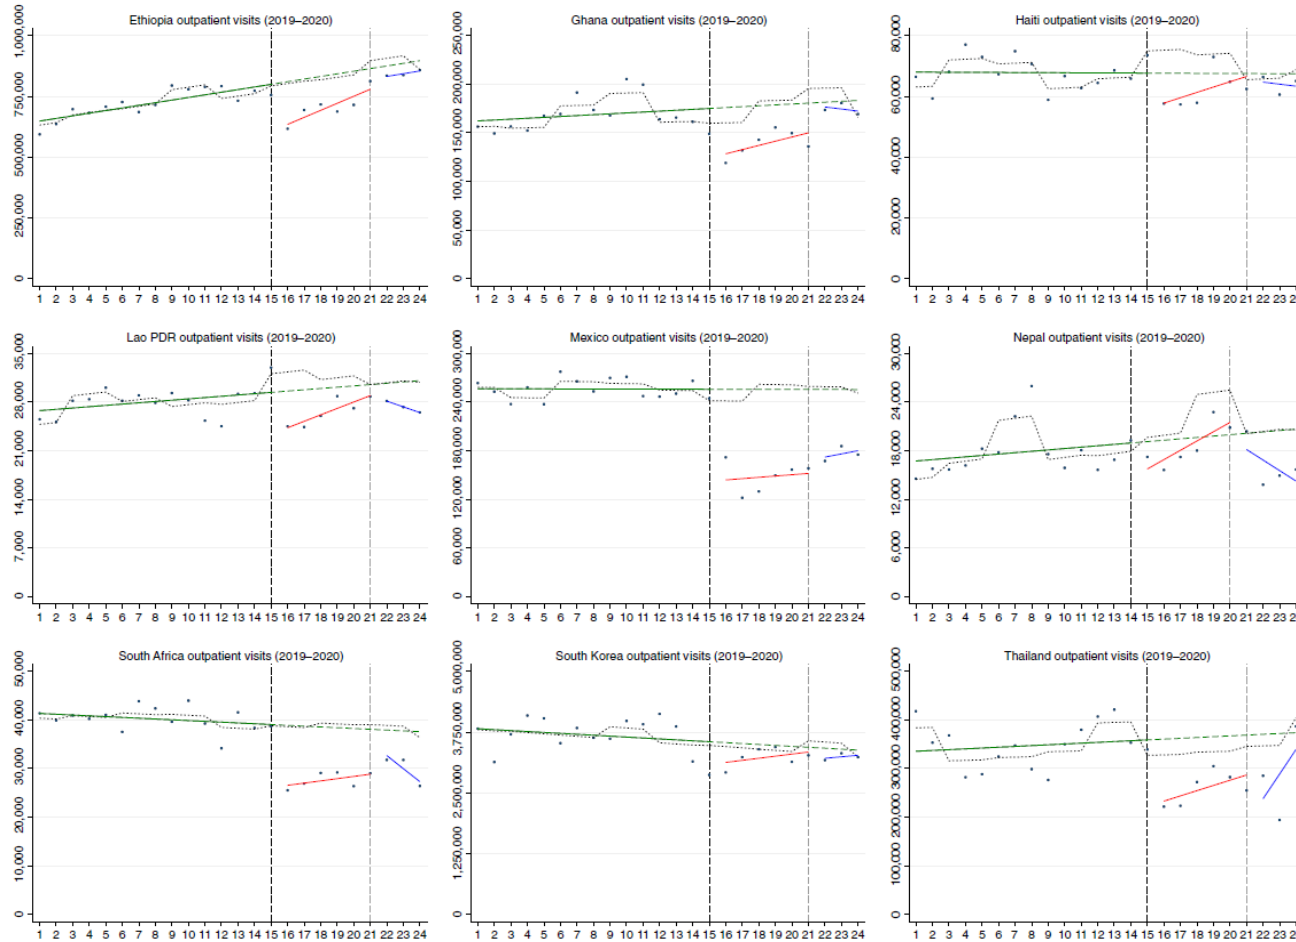 Ethiopia outpatient visits (2019–2020)
1,000,000
750,000
500,000
250,000
0
1 2 3 4 5 6 7 8 9 10 11 12 13 14 15 16 17 18 19 20 21 22 23 24
Ghana outpatient visits (2019–2020)
250,000
200,000
150,000
100,000
50,000
0
1 2 3 4 5 6 7 8 9 10 11 12 13 14 15 16 17 18 19 20 21 22 23 24
Haiti outpatient visits (2019–2020)
80,000
60,000
40,000
20,000
0
1 2 3 4 5 6 7 8 9 10 11 12 13 14 15 16 17 18 19 20 21 22 23
Lao PDR outpatient visits (2019–2020)
35,000
28,000
21,000
14,000
7,000
0
1 2 3 4 5 6 7 8 9 10 11 12 13 14 15 16 17 18 19 20 21 22 23 24
Mexico outpatient visits (2019–2020)
300,000
240,000
180,000
120,000
60,000
0
1 2 3 4 5 6 7 8 9 10 11 12 13 14 15 16 17 18 19 20 21 22 23 24
Nepal outpatient visits (2019–2020)
30,000
24,000
18,000
12,000
6,000
0
1 2 3 4 5 6 7 8 9 10 11 12 13 14 15 16 17 18 19 20 21 22 23
South Africa outpatient visits (2019–2020)
50,000
40,000
30,000
20,000
10,000
0
1 2 3 4 5 6 7 8 9 10 11 12 13 14 15 16 17 18 19 20 21 22 23 24
South Korea outpatient visits (2019–2020)
5,000,000
3,750,000
2,500,000
1,250,000
0
1 2 3 4 5 6 7 8 9 10 11 12 13 14 15 16 17 18 19 20 21 22 23 24
Thailand outpatient visits (2019–2020)
500,000
400,000
300,000
200,000
100,000
0
1 2 3 4 5 6 7 8 9 10 11 12 13 14 15 16 17 18 19 20 21 22 23